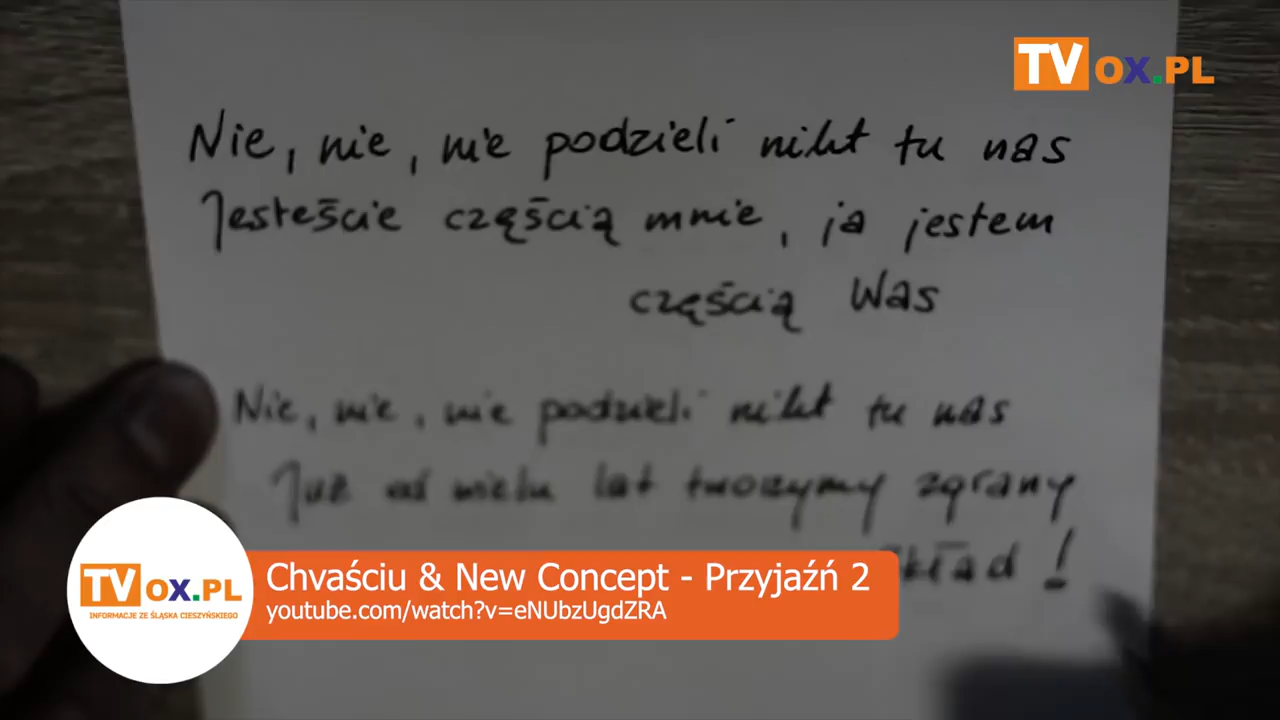 TVOX.PL
Nie, nie, nie podzieli nikt tu nas
Jesteście częścią mnie, ja jestem
częścią Was
Nie, nie, nie podzieli nikt tu nas
Już od wielu lat tworzymy zgrany
skład!
TVOX.PL
INFORMACJE ZE ŚLĄSKA CIESZYŃSKIEGO
Chvaściu & New Concept - Przyjaźń 2
youtube.com/watch?v=eNUbzUgdZRA